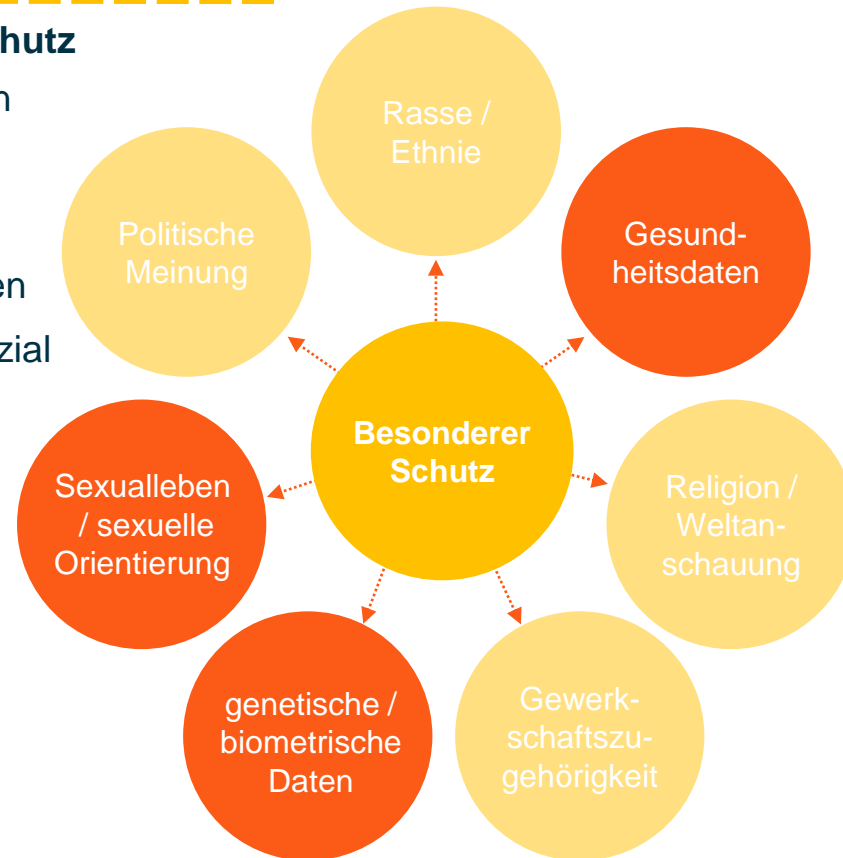 hutz
n
en
zial
Rasse /
Ethnie
Politische
Meinung
Gesund-
heitsdaten
Besonderer
Schutz
Sexualleben
/ sexuelle
Orientierung
Religion /
Weltan-
schauung
genetische /
biometrische
Daten
Gewerk-
schaftszu-
gehörigkeit